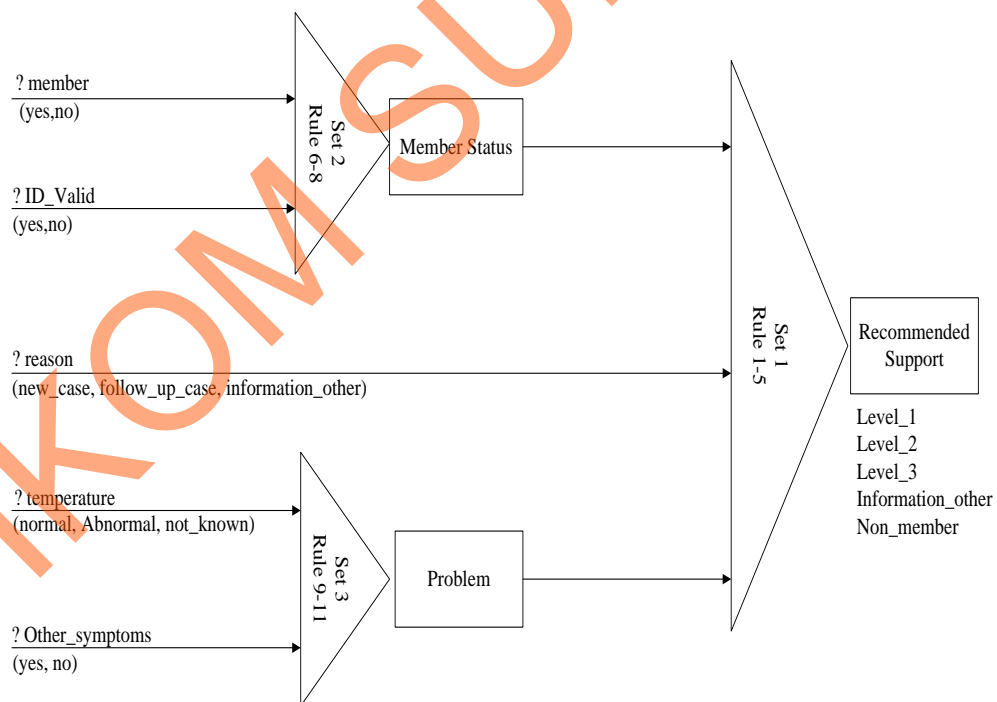 ? member
(yes,no)
Set 2
Rule 6-8
Member Status
? ID_Valid
(yes,no)
? reason
(new_case, follow_up_case, information_other)
Set 1
Rule 1-5
Recommended
Support
Level_1
Level_2
Level_3
Information_other
Non_member
? temperature
(normal, Abnormal, not_known)
Set 3
Rule 9-11
Problem
? Other_symptoms
(yes, no)
IKOM SU